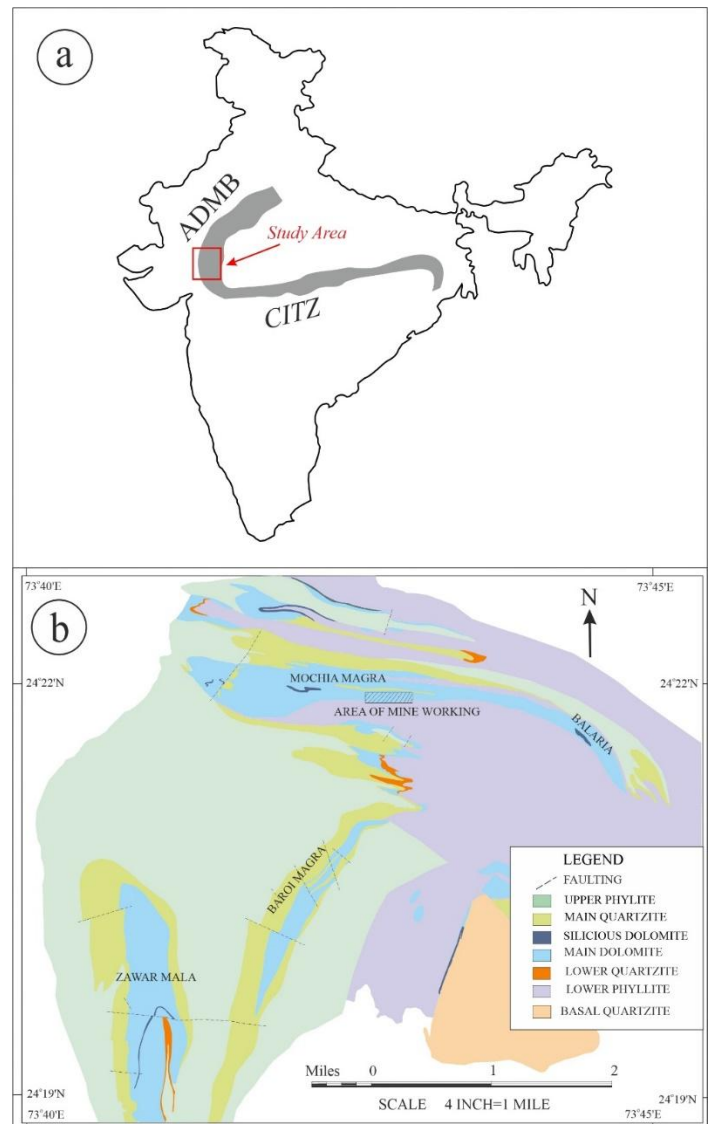 a
ADMB
Study Area
CITZ
b
73°40'E
73°45'E
N
24°22'N
24°22'N
MOCHIA MAGRA
AREA OF MINE WORKING
BALARIA
BAROI MAGRA
ZAWAR MALA
LEGEND
FAULTING
UPPER PHYLITE
MAIN QUARTZITE
SILICIOUS DOLOMITE
MAIN DOLOMITE
LOWER QUARTZITE
LOWER PHYLLITE
BASAL QUARTZITE
Miles 0 1 2
SCALE 4 INCH=1 MILE
24°19'N
24°19'N
73°40'E
73°45'E